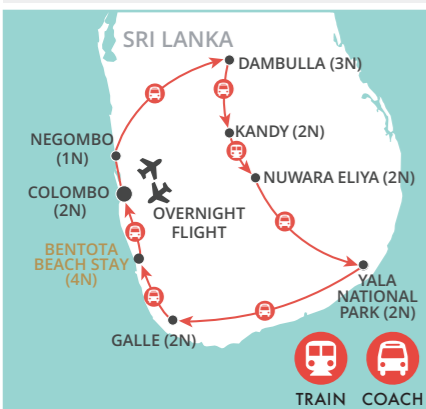 SRI LANKA
DAMBULLA (3N)
KANDY (2N)
NEGOMBO
(1N)
NUWARA ELIYA (2N)
COLOMBO
(2N)
OVERNIGHT
FLIGHT
BENTOTA
BEACH STAY
(4N)
YALA
NATIONAL
PARK (2N)
GALLE (2N)
TRAIN
COACH